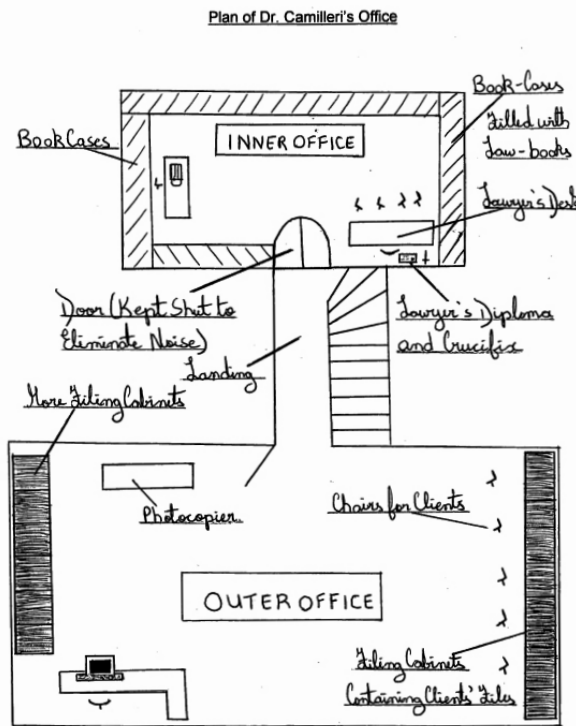 Plan of Dr. Camilleri's Office
Book-Cases
Filled with
Law-books
Book Cases
INNER OFFICE
Lawyer's Desk
Door (Kept Shut to
Eliminate Noise)
Lawyer's Diploma
and Crucifix
Landing
More Filing Cabinets
Photocopier
Chairs for Clients
OUTER OFFICE
Filing Cabinets
Containing Clients' Files